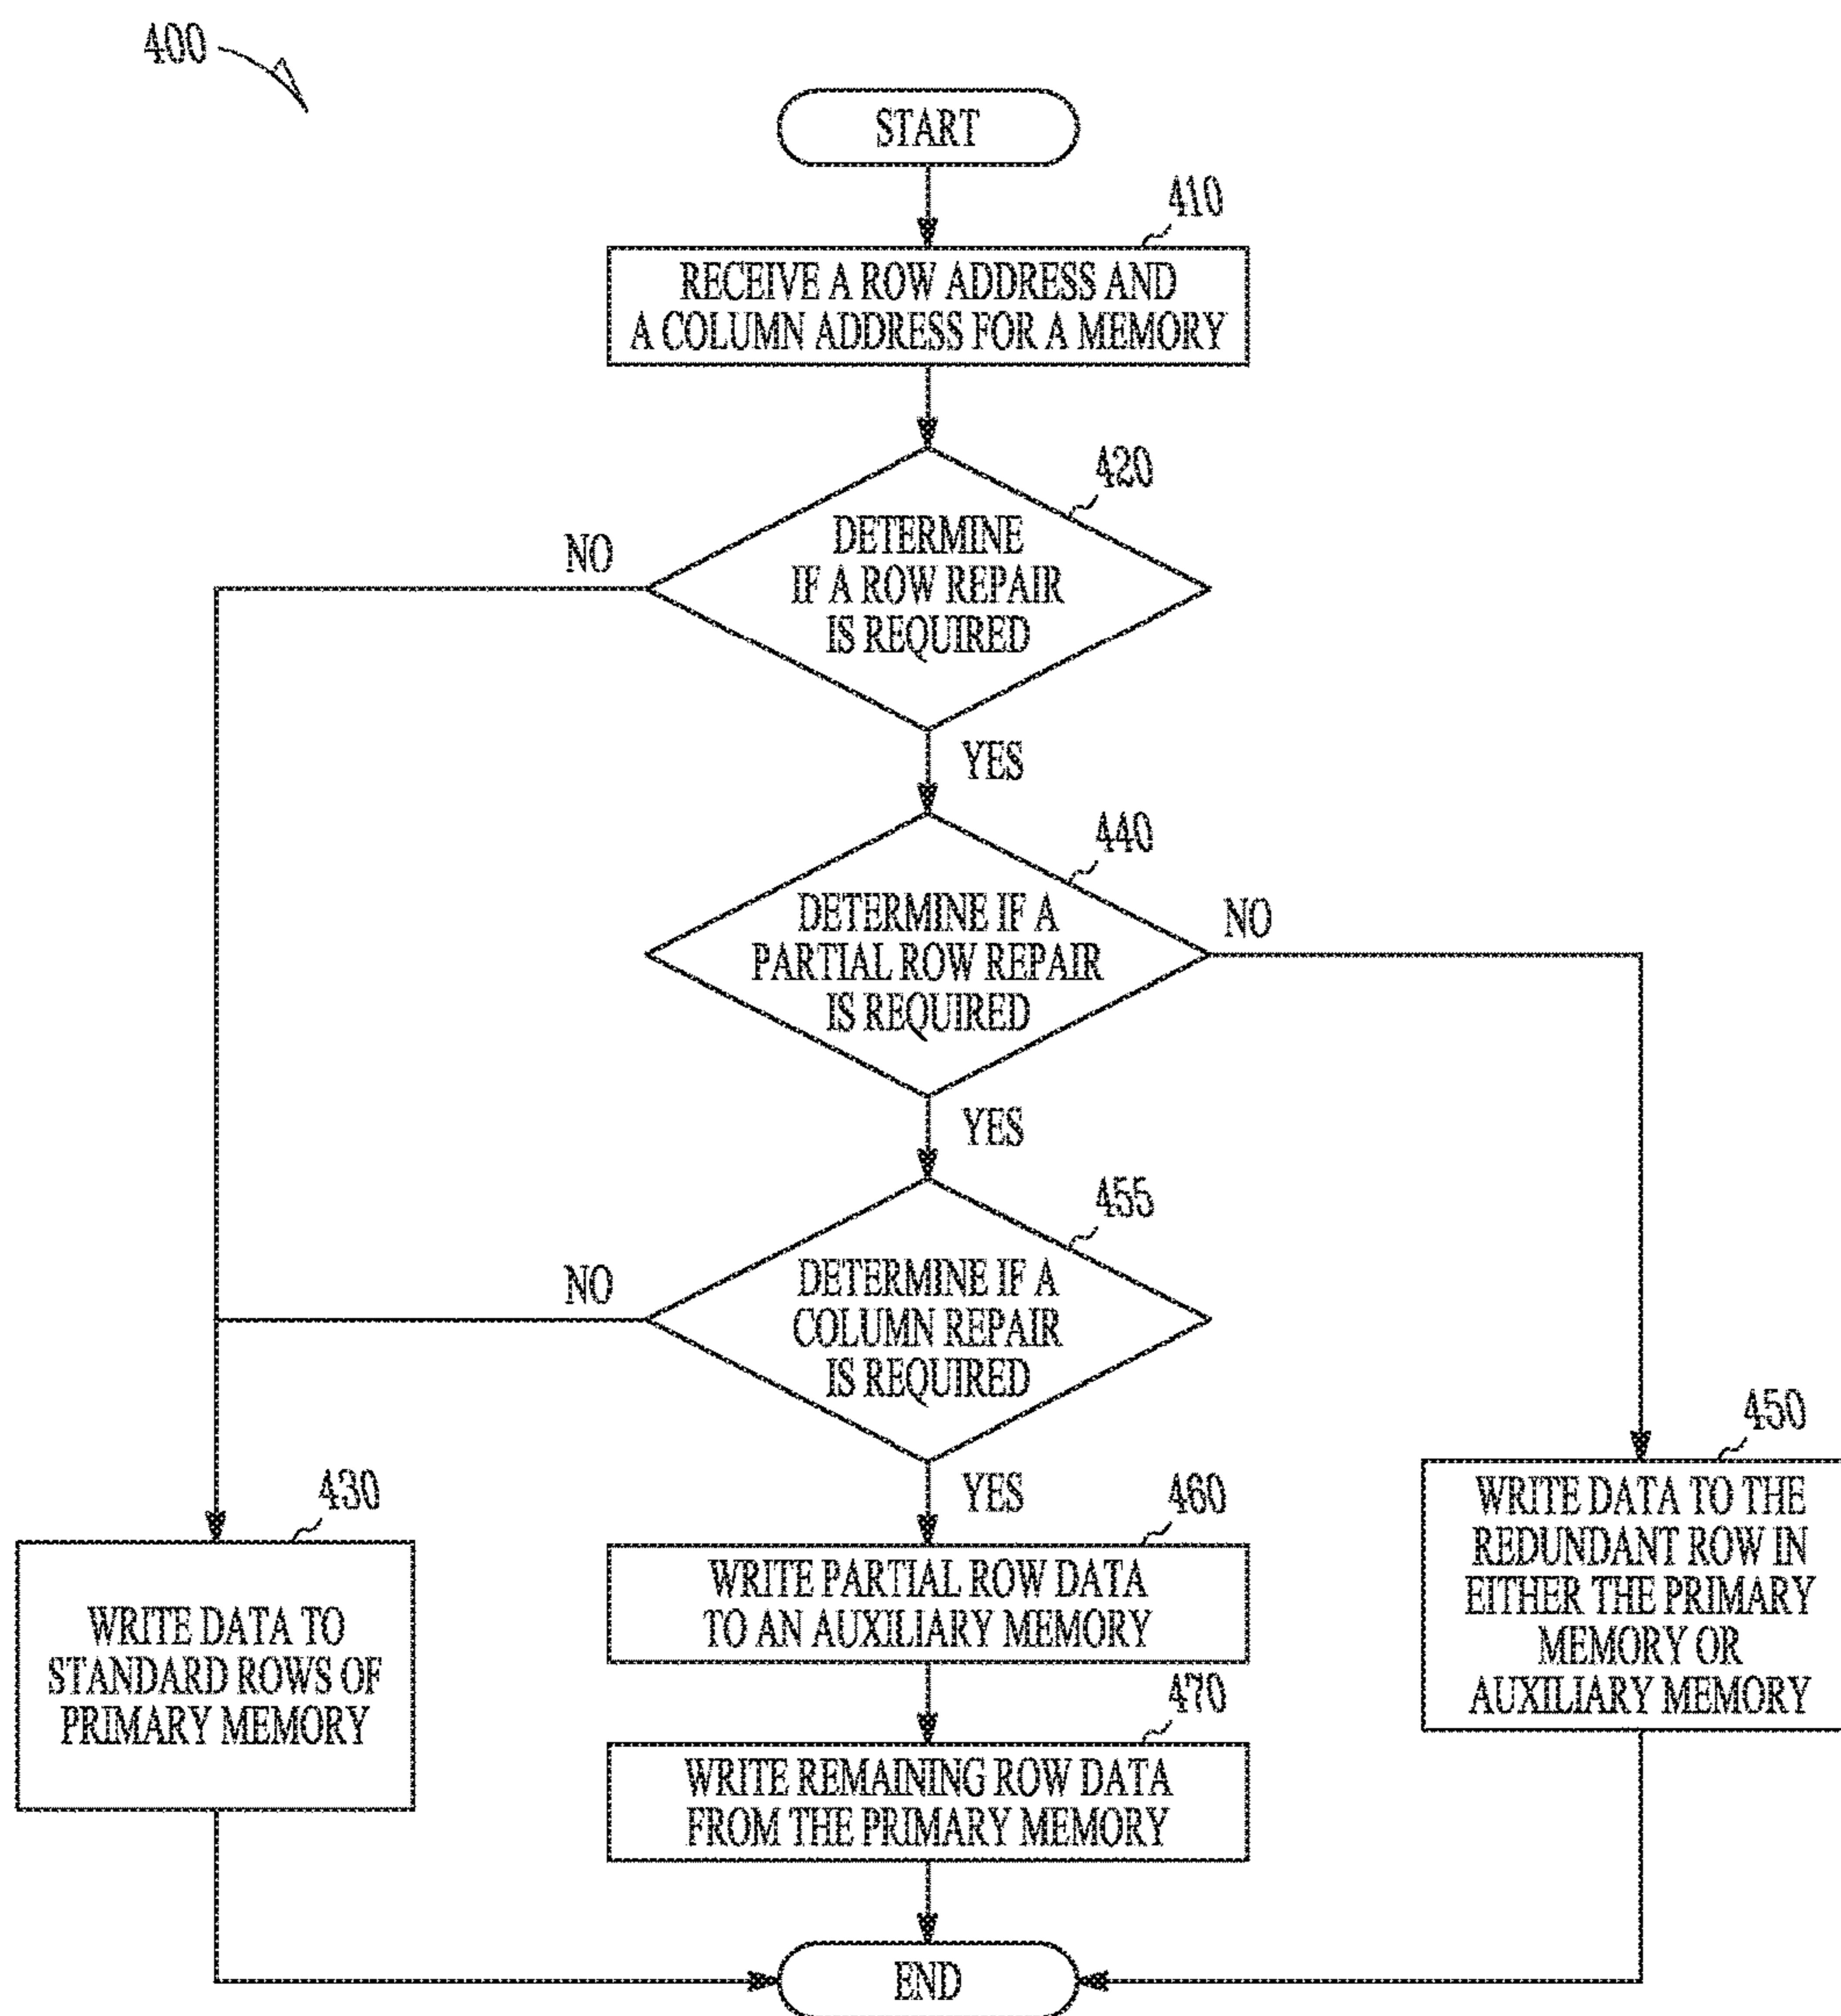 400
START
410
RECEIVE A ROW ADDRESS AND
A COLUMN ADDRESS FOR A MEMORY
420
NO
DETERMINE
IF A ROW REPAIR
IS REQUIRED
YES
440
DETERMINE IF A
PARTIAL ROW REPAIR
IS REQUIRED
NO
YES
455
NO
DETERMINE IF A
COLUMN REPAIR
IS REQUIRED
YES
430
WRITE DATA TO
STANDARD ROWS OF
PRIMARY MEMORY
460
WRITE PARTIAL ROW DATA
TO AN AUXILIARY MEMORY
470
WRITE REMAINING ROW DATA
FROM THE PRIMARY MEMORY
450
WRITE DATA TO THE
REDUNDANT ROW IN
EITHER THE PRIMARY
MEMORY OR
AUXILIARY MEMORY
END